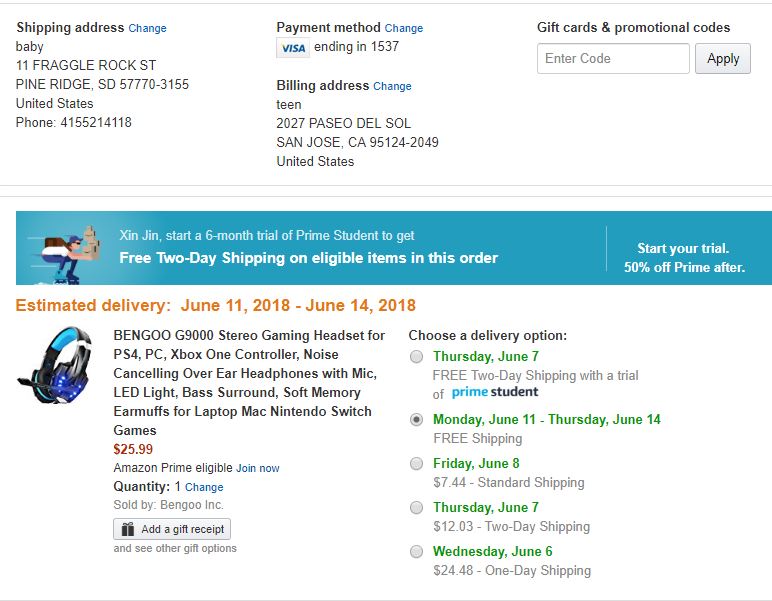 Shipping address Change
baby
11 FRAGGLE ROCK ST
PINE RIDGE, SD 57770-3155
United States
Phone: 4155214118
Payment method Change
VISA ending in 1537
Billing address Change
teen
2027 PASEO DEL SOL
SAN JOSE, CA 95124-2049
United States
Gift cards & promotional codes
Enter Code
Apply
Xin Jin, start a 6-month trial of Prime Student to get
Free Two-Day Shipping on eligible items in this order
Start your trial.
50% off Prime after.
Estimated delivery: June 11, 2018 - June 14, 2018
BENGOO G9000 Stereo Gaming Headset for
PS4, PC, Xbox One Controller, Noise
Cancelling Over Ear Headphones with Mic,
LED Light, Bass Surround, Soft Memory
Earmuffs for Laptop Mac Nintendo Switch
Games
$25.99
Amazon Prime eligible Join now
Quantity: 1 Change
Sold by: Bengoo Inc.
Add a gift receipt
and see other gift options
Choose a delivery option:
Thursday, June 7
FREE Two-Day Shipping with a trial
of prime student
Monday, June 11 - Thursday, June 14
FREE Shipping
Friday, June 8
$7.44 - Standard Shipping
Thursday, June 7
$12.03 - Two-Day Shipping
Wednesday, June 6
$24.48 - One-Day Shipping